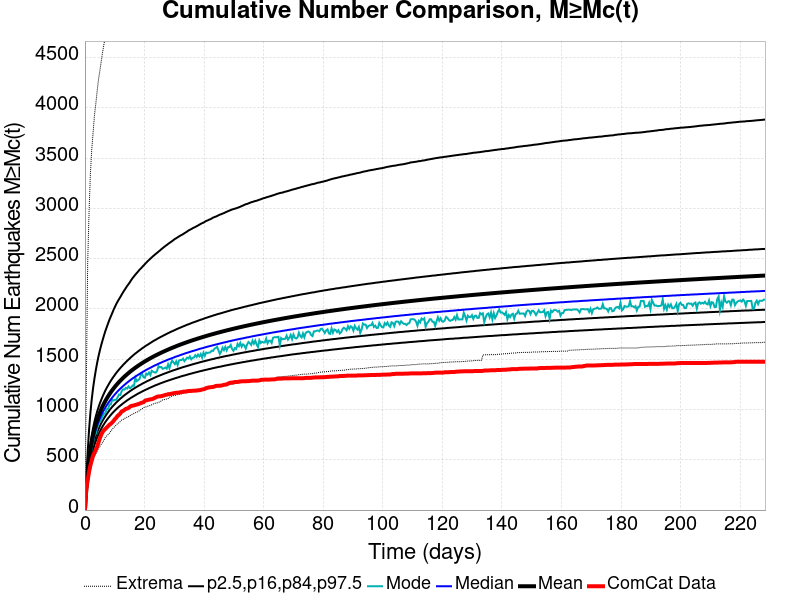 Cumulative Number Comparison, M≥Mc(t)
Cumulative Num Earthquakes M≥Mc(t)
4500
4000
3500
3000
2500
2000
1500
1000
500
0
0 20 40 60 80 100 120 140 160 180 200 220
Time (days)
Extrema p2.5,p16,p84,p97.5 Mode Median Mean ComCat Data